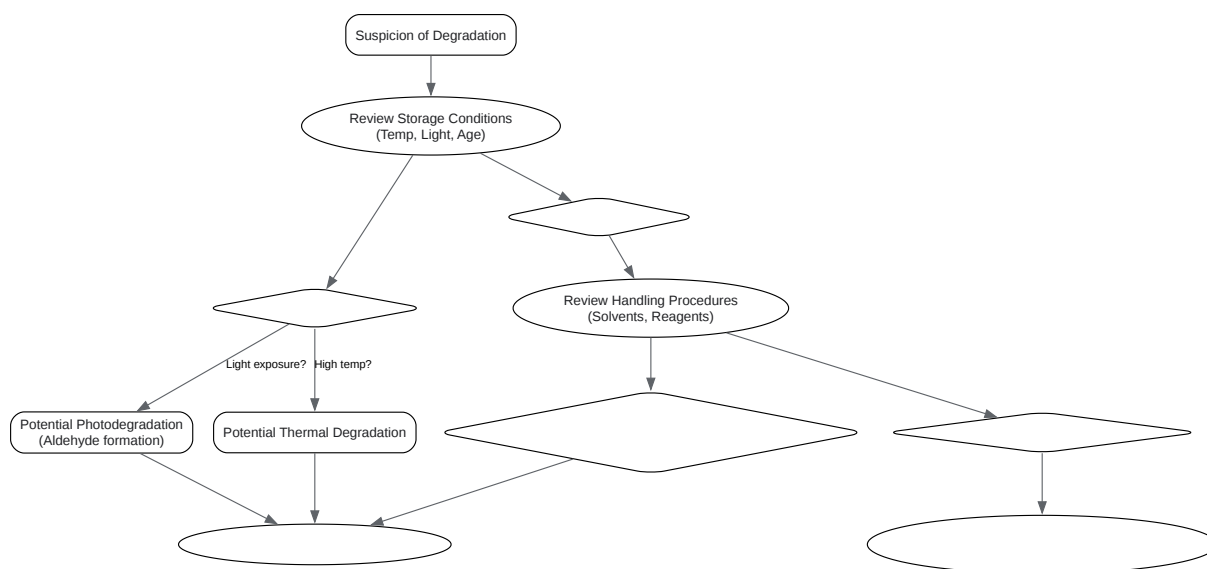 Suspicion of Degradation
Review Storage Conditions
(Temp, Light, Age)
Review Handling Procedures
(Solvents, Reagents)
Light exposure?
High temp?
Potential Photodegradation
(Aldehyde formation)
Potential Thermal Degradation